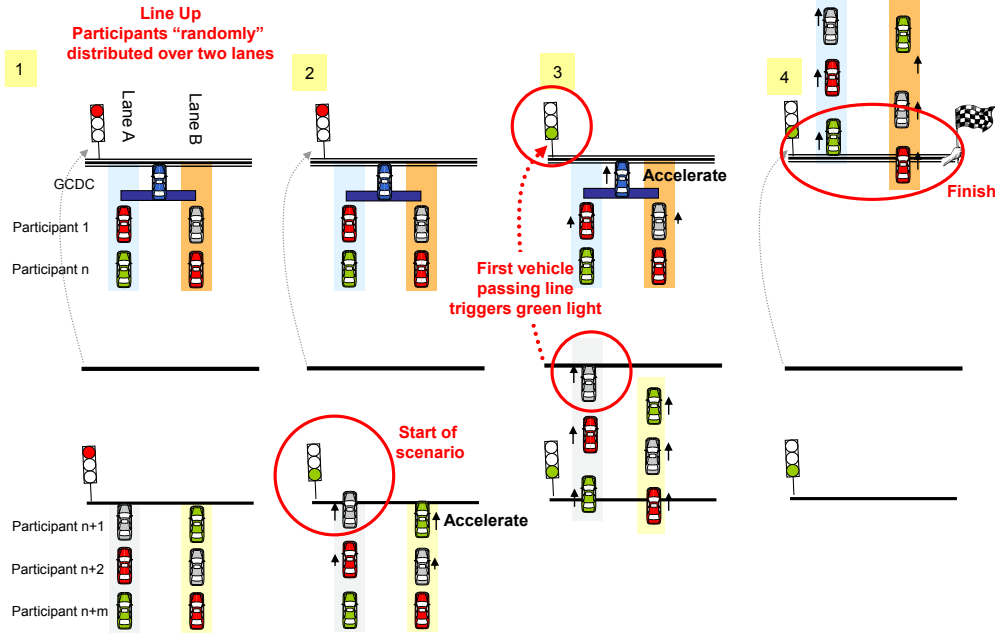 Line Up
Participants “randomly”
distributed over two lanes
1
2
3
4
Lane A
Lane B
GCDC
Participant 1
Participant n
Accelerate
Finish
First vehicle
passing line
triggers green light
Start of
scenario
Accelerate
Participant n+1
Participant n+2
Participant n+m